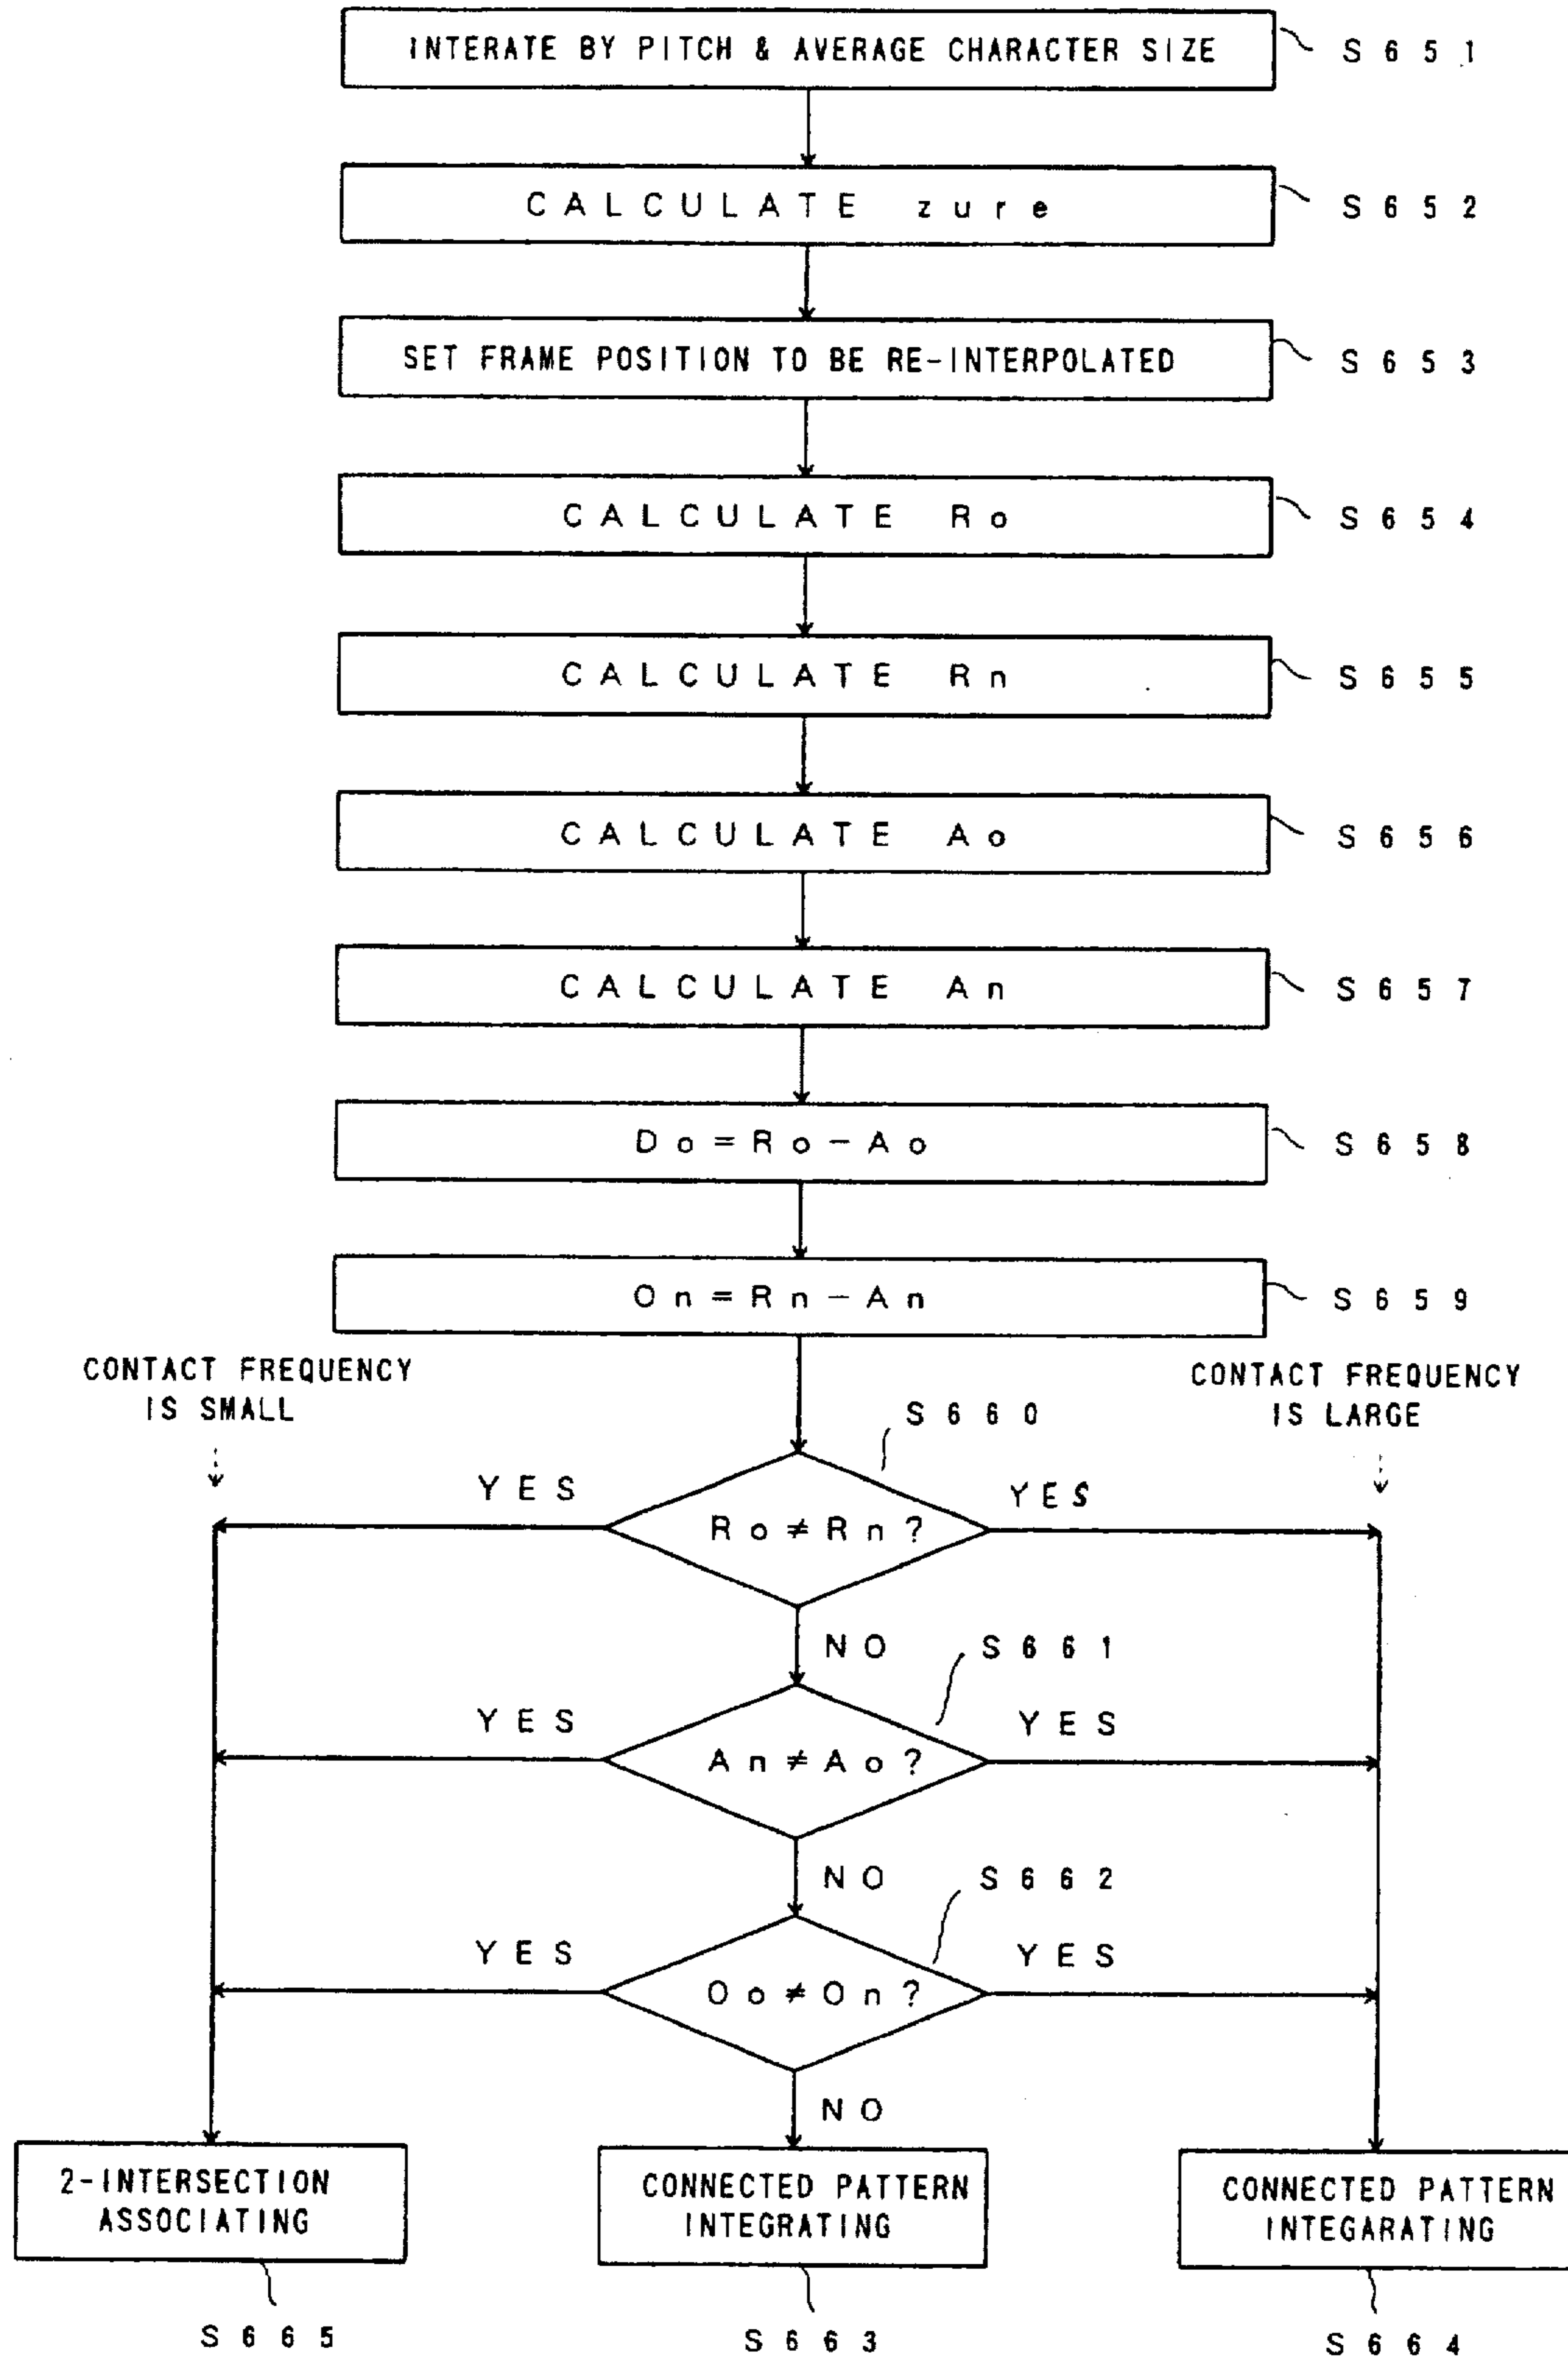 INTERATE BY PITCH & AVERAGE CHARACTER SIZE
S651
CALCULATE zure
S652
SET FRAME POSITION TO BE RE-INTERPOLATED
S653
CALCULATE Ro
S654
CALCULATE Rn
S655
CALCULATE Ao
S656
CALCULATE An
S657
Do=Ro-Ao
S658
On=Rn-An
S659
CONTACT FREQUENCY
IS SMALL
CONTACT FREQUENCY
IS LARGE
S660
YES
Ro≠Rn?
YES
NO
S661
YES
An≠Ao?
YES
NO
S662
YES
Oo≠On?
YES
NO
2-INTERSECTION
ASSOCIATING
CONNECTED PATTERN
INTEGRATING
CONNECTED PATTERN
INTEGARATING
S665
S663
S664